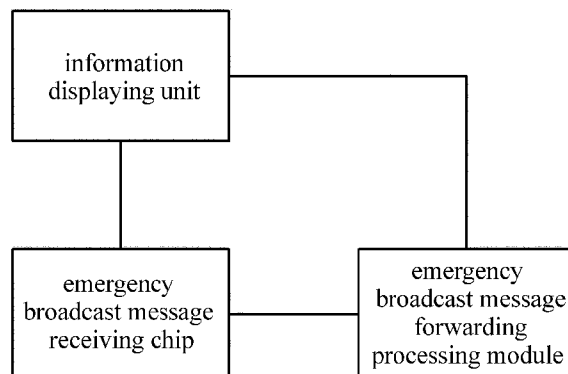 information
displaying unit
emergency
broadcast message
receiving chip
emergency
broadcast message
forwarding
processing module